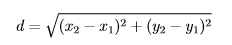 d = √(x₂ − x₁)² + (y₂ − y₁)²